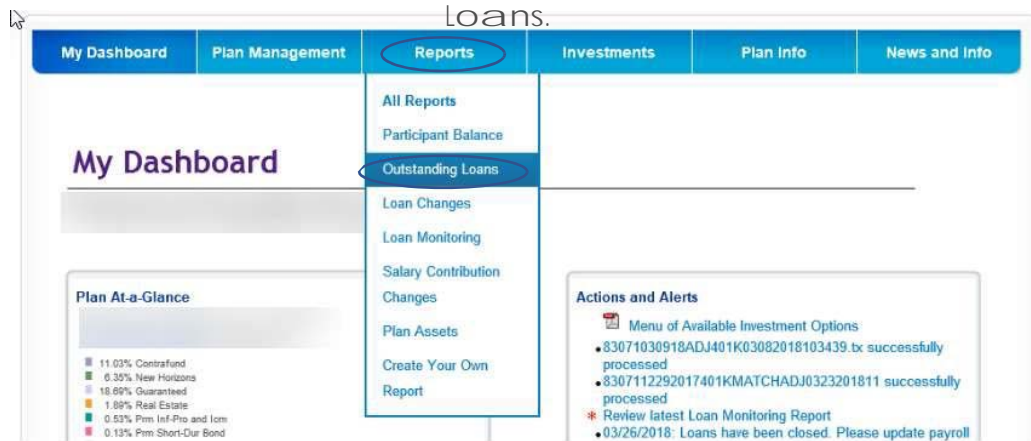 Loans.
My Dashboard Plan Management Reports Investments Plan Info News and Info
All Reports
Participant Balance
Outstanding Loans
Loan Changes
Loan Monitoring
Salary Contribution
Changes
Plan Assets
Create Your Own
Report
My Dashboard
Plan At-a-Glance
11.03% Contrafund
6.35% New Horizons
18.69% Guaranteed
1.89% Real Estate
0.53% Prm Inf-Pro and Iom
0.13% Prm Short-Dur Bond
Actions and Alerts
Menu of Available Investment Options
•83071030918ADJ401K03082018103439.tx successfully
processed
•8307112292017401KMATCHADJ0323201811 successfully
processed
* Review latest Loan Monitoring Report
•03/26/2018: Loans have been closed. Please update payroll